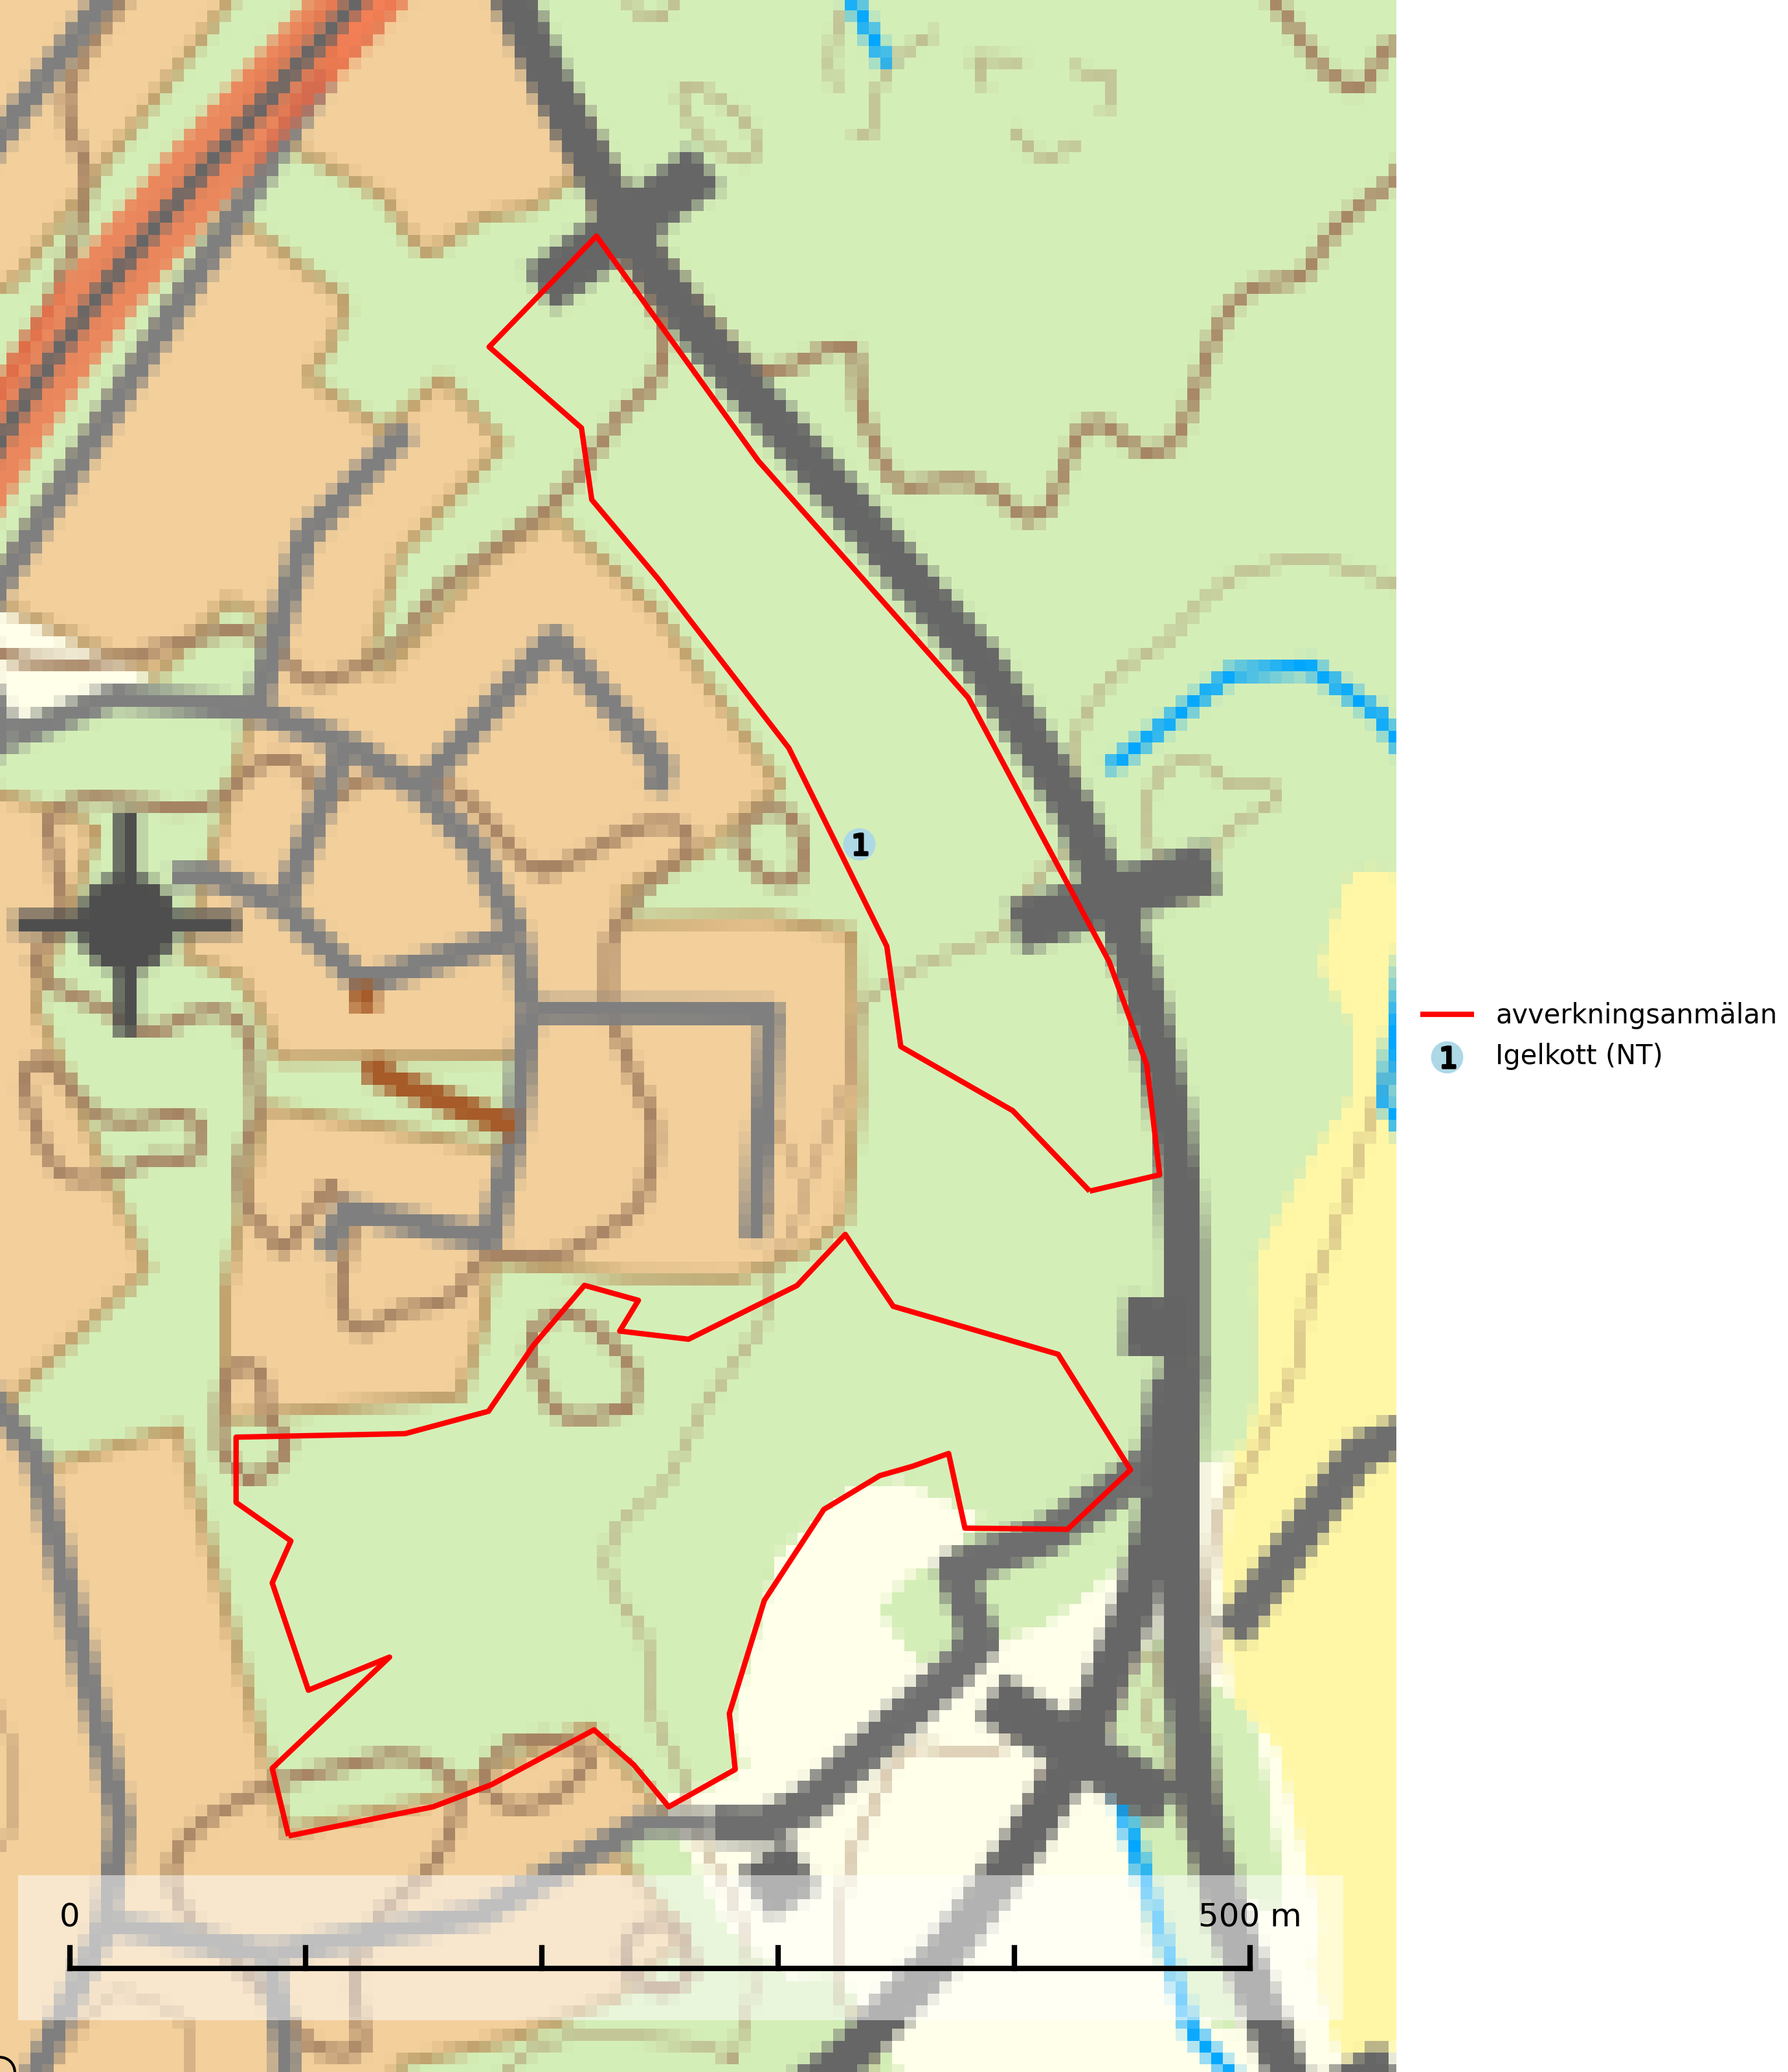 1
avverkningsanmälan
1 Igelkott (NT)
0 500 m